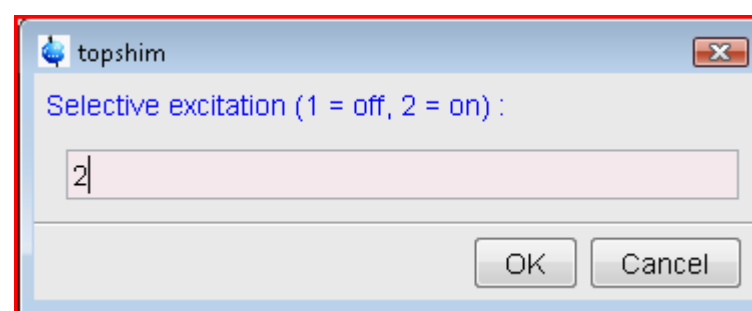 topshim
Selective excitation (1 = off, 2 = on) :
2
OK Cancel